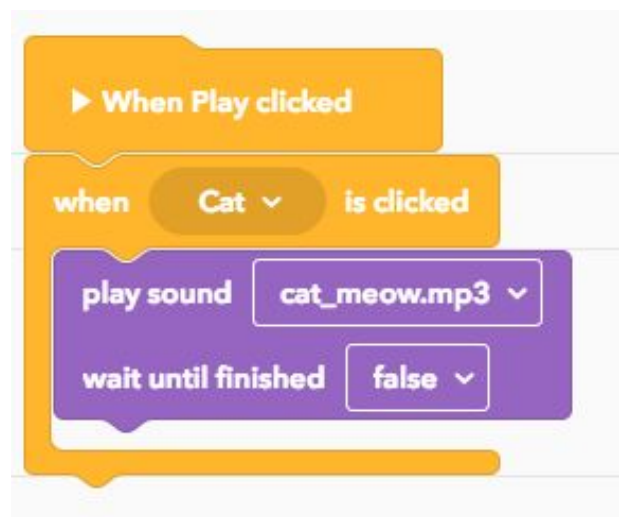 When Play clicked
when Cat is clicked
play sound cat_meow.mp3
wait until finished false